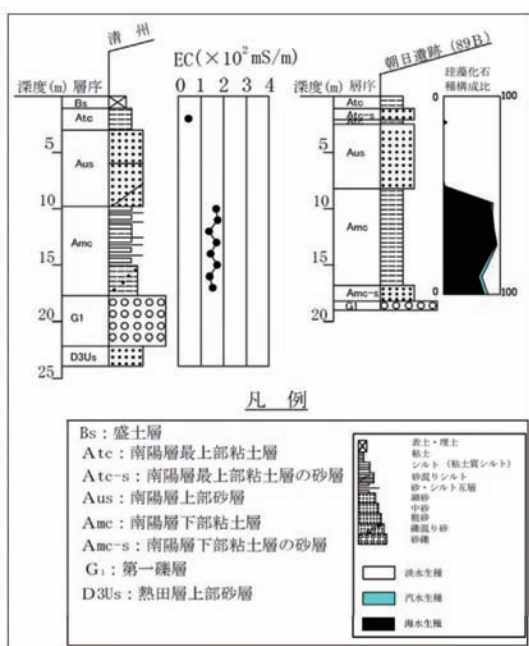 清州
EC(×10²mS/m)
深度(m) 層序
0 1 2 3 4
Bs
Atc
5
Aus
10
Amc
15
G1
20
D3Us
25
朝日遺跡(89B)
深度(m) 層序
珪藻化石
種構成比
0 100
Atc
Atc-s
Atc
5
Aus
10
Amc
15
Amc-s
0 100
G1
20
凡 例
Bs:盛土層
Atc:南陽層最上部粘土層
Atc-s:南陽層最上部粘土層の砂層
Aus:南陽層上部砂層
Amc:南陽層下部粘土層
Amc-s:南陽層下部粘土層の砂層
G₁:第一礫層
D3Us:熱田層上部砂層
表土・埋土
粘土
シルト(粘土質シルト)
砂混りシルト
砂・シルト互層
細砂
中砂
粗砂
礫混り砂
砂礫
淡水生種
汽水生種
海水生種